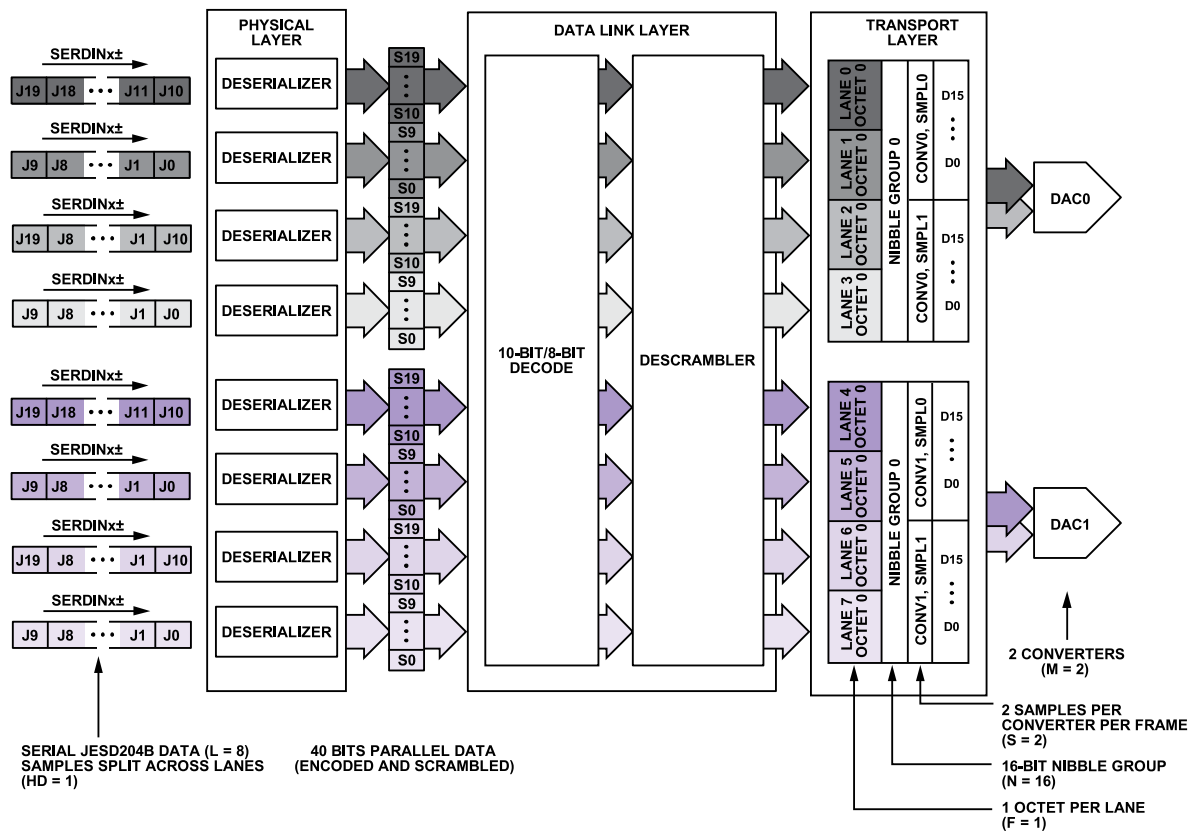 PHYSICAL
LAYER
DATA LINK LAYER
TRANSPORT
LAYER
SERDINx±
J19 J18 ••• J11 J10
DESERIALIZER
S19
S10
SERDINx±
J9 J8 ••• J1 J0
DESERIALIZER
S9
S0
SERDINx±
J19 J8 ••• J1 J10
DESERIALIZER
S19
S10
SERDINx±
J9 J8 ••• J1 J0
DESERIALIZER
S9
S0
SERDINx±
J19 J18 ••• J11 J10
DESERIALIZER
S19
S10
SERDINx±
J9 J8 ••• J1 J0
DESERIALIZER
S9
S0
SERDINx±
J19 J8 ••• J1 J10
DESERIALIZER
S19
S10
SERDINx±
J9 J8 ••• J1 J0
DESERIALIZER
S9
S0
10-BIT/8-BIT
DECODE
DESCRAMBLER
LANE 0
OCTET 0
LANE 1
OCTET 0
LANE 2
OCTET 0
LANE 3
OCTET 0
NIBBLE GROUP 0
CONV0, SMPL0
CONV0, SMPL1
D15
D0
D15
D0
DAC0
LANE 4
OCTET 0
LANE 5
OCTET 0
LANE 6
OCTET 0
LANE 7
OCTET 0
NIBBLE GROUP 0
CONV1, SMPL0
CONV1, SMPL1
D15
D0
D15
D0
DAC1
2 CONVERTERS
(M = 2)
2 SAMPLES PER
CONVERTER PER FRAME
(S = 2)
16-BIT NIBBLE GROUP
(N = 16)
1 OCTET PER LANE
(F = 1)
SERIAL JESD204B DATA (L = 8)
SAMPLES SPLIT ACROSS LANES
(HD = 1)
40 BITS PARALLEL DATA
(ENCODED AND SCRAMBLED)